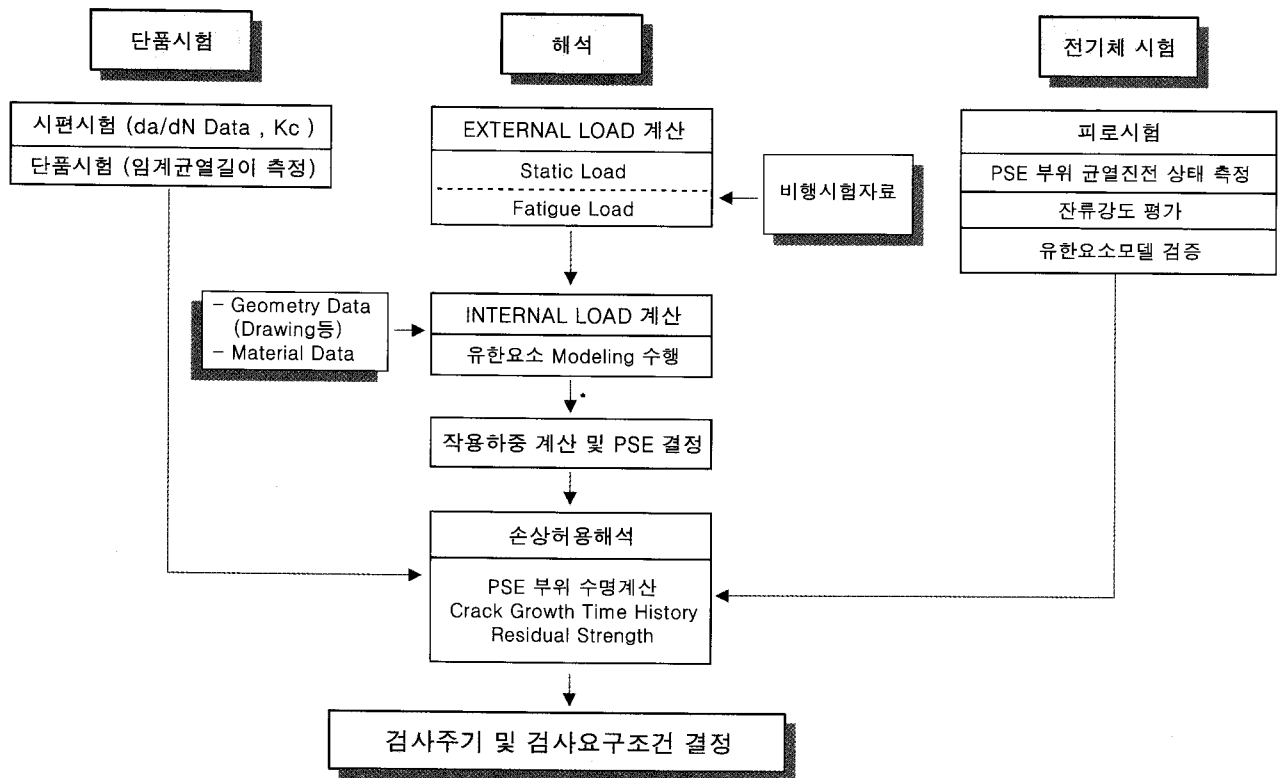 단품시험
해석
전기체 시험
시편시험 (da/dN Data , Kc )
단품시험 (임계균열길이 측정)
EXTERNAL LOAD 계산
Static Load
Fatigue Load
비행시험자료
피로시험
PSE 부위 균열진전 상태 측정
잔류강도 평가
유한요소모델 검증
- Geometry Data
(Drawing등)
- Material Data
INTERNAL LOAD 계산
유한요소 Modeling 수행
작용하중 계산 및 PSE 결정
손상허용해석
PSE 부위 수명계산
Crack Growth Time History
Residual Strength
검사주기 및 검사요구조건 결정